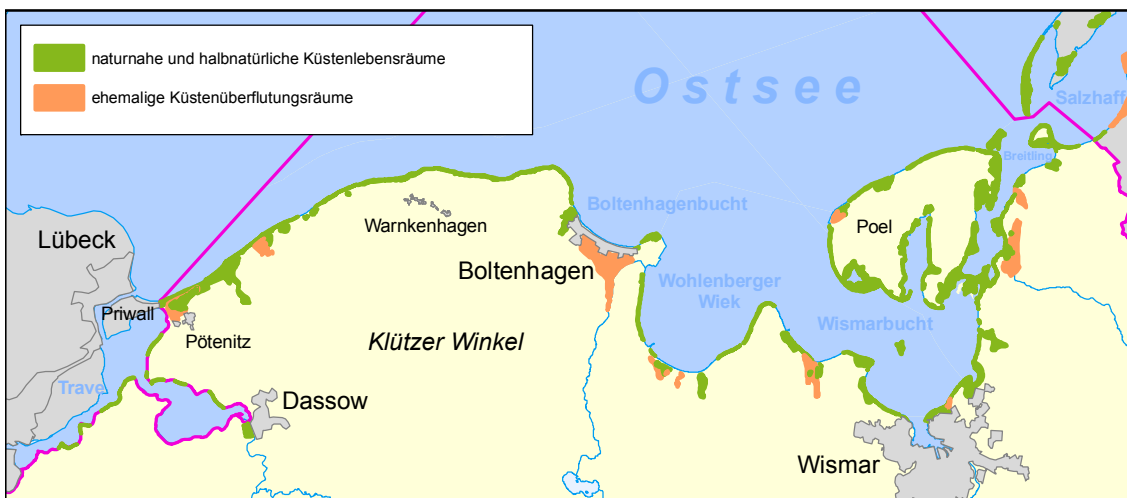 naturnahe und halbnatürliche Küstenlebensräume
ehemalige Küstenüberflutungsräume
Ostsee
Salzhaff
Breitling
Boltenhagenbucht
Warnkenhagen
Poel
Lübeck
Boltenhagen
Wohlenberger
Wiek
Priwall
Pötenitz
Klützer Winkel
Wismarbucht
Trave
Dassow
Wismar